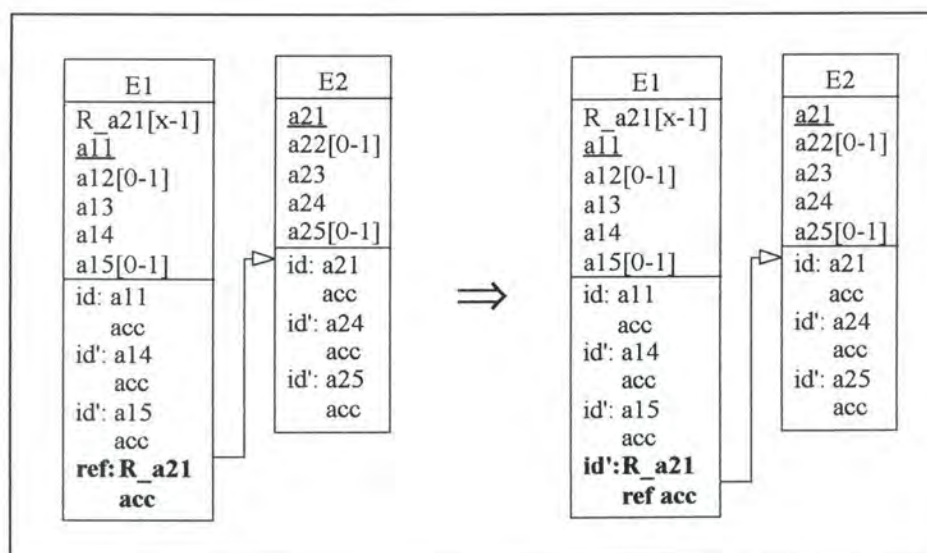 E1
R_a21[x-1]
a11
a12[0-1]
a13
a14
a15[0-1]
id: a11
acc
id': a14
acc
id': a15
acc
ref: R_a21
acc
E2
a21
a22[0-1]
a23
a24
a25[0-1]
id: a21
acc
id': a24
acc
id': a25
acc
⇒
E1
R_a21[x-1]
a11
a12[0-1]
a13
a14
a15[0-1]
id: a11
acc
id': a14
acc
id': a15
acc
id': R_a21
ref acc
E2
a21
a22[0-1]
a23
a24
a25[0-1]
id: a21
acc
id': a24
acc
id': a25
acc